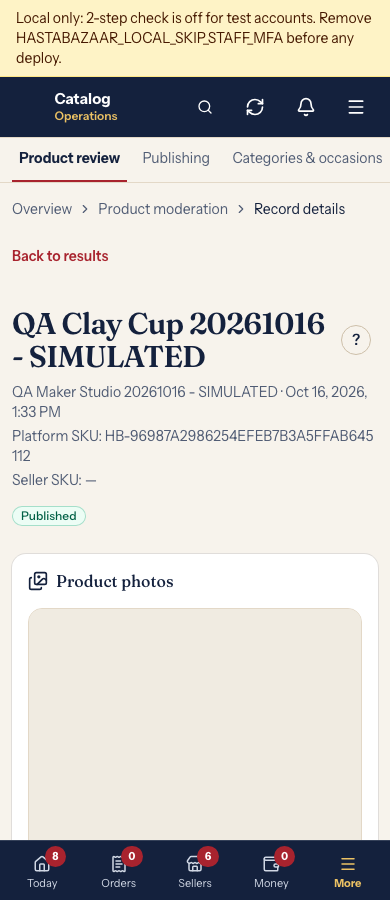 Local only: 2-step check is off for test accounts. Remove
HASTABAZAAR_LOCAL_SKIP_STAFF_MFA before any
deploy.
Catalog
Operations
Product review
Publishing
Categories & occasions
Overview
Product moderation
Record details
Back to results
QA Clay Cup 20261016
- SIMULATED
?
QA Maker Studio 20261016 - SIMULATED · Oct 16, 2026,
1:33 PM
Platform SKU: HB-96987A2986254EFEB7B3A5FFAB645
112
Seller SKU: —
Published
Product photos
8
0
6
0
Today
Orders
Sellers
Money
More